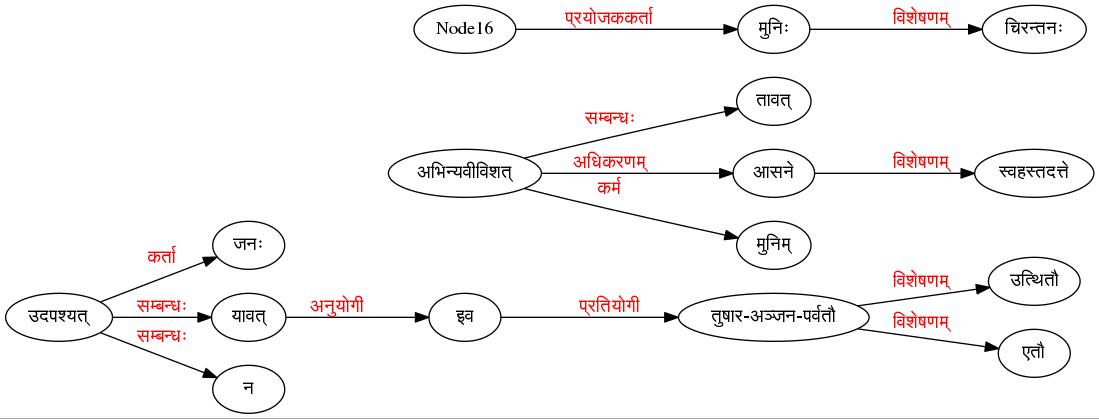 Node16 प्रयोजककर्ता मुनिः विशेषणम् चिरन्तनः
तावत्
सम्बन्धः
अभिन्यवीविशत् अधिकरणम् आसने विशेषणम् स्वहस्तदत्ते
कर्म
मुनिम्
जनः
कर्ता
उदपश्यत् सम्बन्धः यावत् अनुयोगी इव प्रतियोगी तुषार-अञ्जन-पर्वतौ विशेषणम् उत्थितौ
सम्बन्धः
विशेषणम् एतौ
न